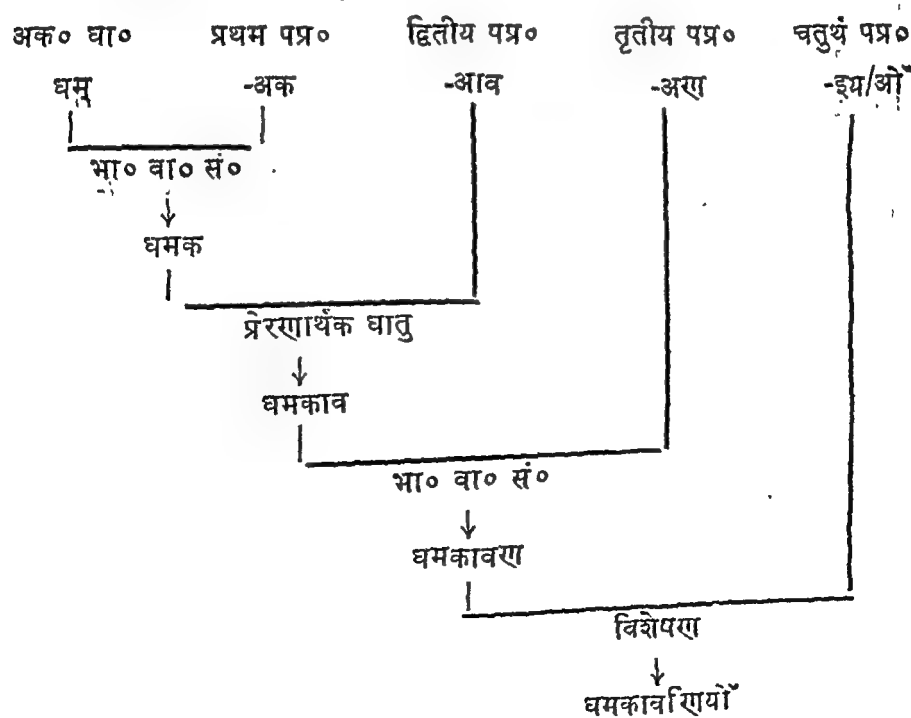 अक० धा० प्रथम पप्र० द्वितीय पप्र० तृतीय पप्र० चतुर्थ पप्र०
धम् -अक -आव -अण -इय/ओॅ
भा० वा० सं०
↓
धमक
प्रेरणार्थक धातु
↓
धमकाव
भा० वा० सं०
↓
धमकावण
विशेषण
↓
धमकावणियोॅ